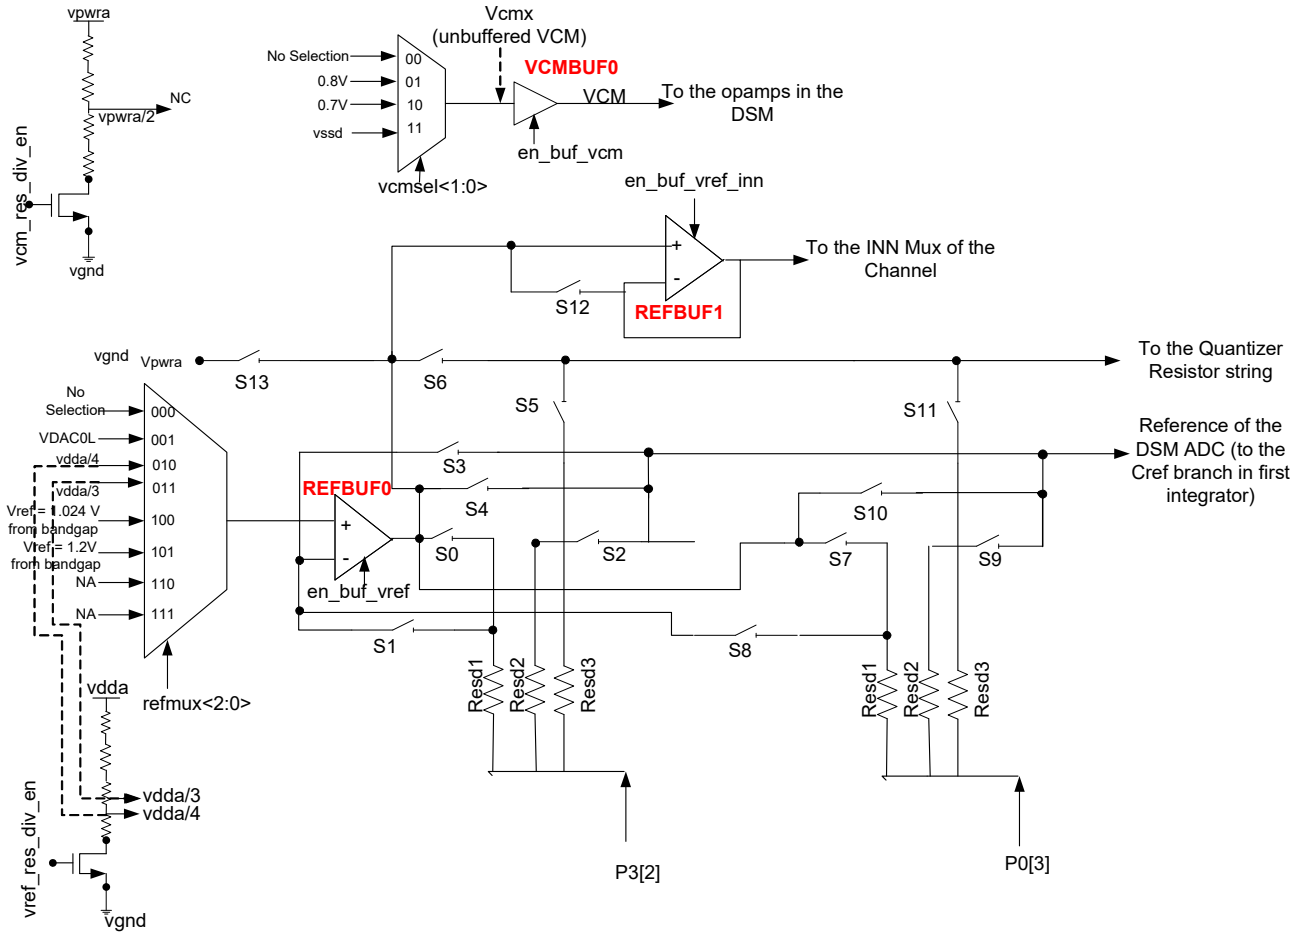 vpwra
NC
vpwra/2
vcm_res_div_en
vgnd
No Selection
0.8V
0.7V
vssd
00
01
10
11
vcmsel<1:0>
Vcmx
(unbuffered VCM)
VCMBUF0
VCM
en_buf_vcm
To the opamps in the
DSM
en_buf_vref_inn
+
-
REFBUF1
S12
To the INN Mux of the
Channel
vgnd
Vpwra
S13
S6
To the Quantizer
Resistor string
S5
S11
No
Selection
VDAC0L
vdda/4
vdda/3
Vref = 1.024 V
from bandgap
Vref = 1.2V
from bandgap
NA
NA
000
001
010
011
100
101
110
111
refmux<2:0>
REFBUF0
+
-
en_buf_vref
S3
S4
S0
S2
S1
S10
S7
S9
S8
Reference of the
DSM ADC (to the
Cref branch in first
integrator)
Resd1
Resd2
Resd3
Resd1
Resd2
Resd3
P3[2]
P0[3]
vdda
vdda/3
vdda/4
vref_res_div_en
vgnd